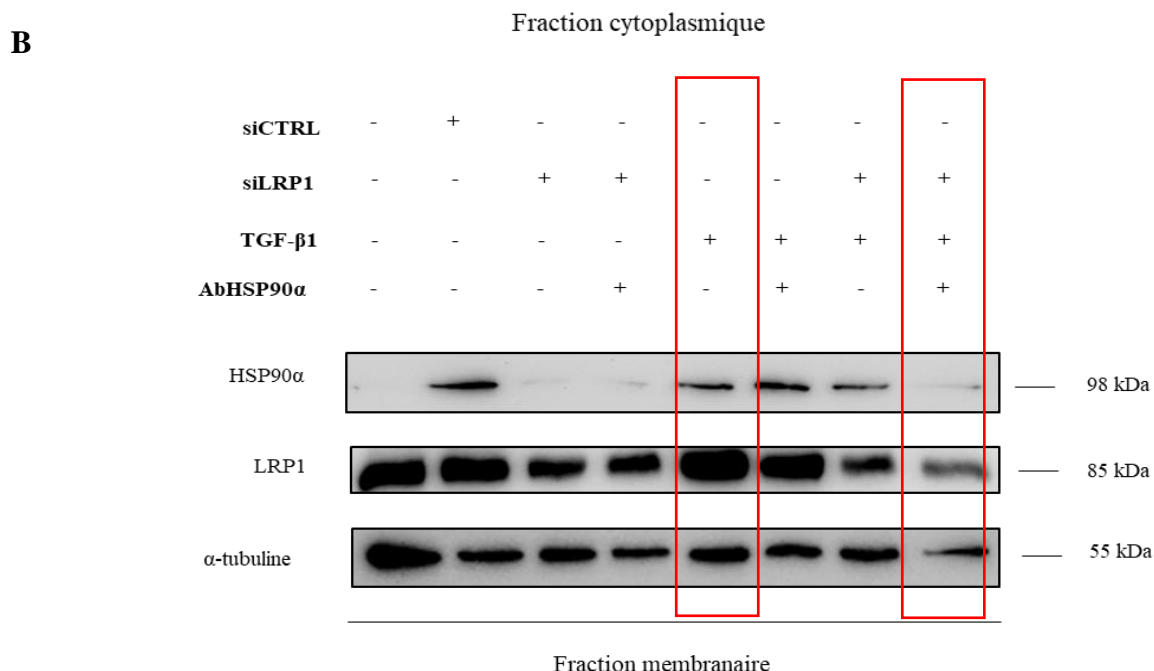 Fraction cytoplasmique
B
siCTRL - + - - - - - -
siLRP1 - - + + - - + +
TGF-β1 - - - - + + + +
AbHSP90α - - - + - + - +
HSP90α 98 kDa
LRP1 85 kDa
α-tubuline 55 kDa
Fraction membranaire